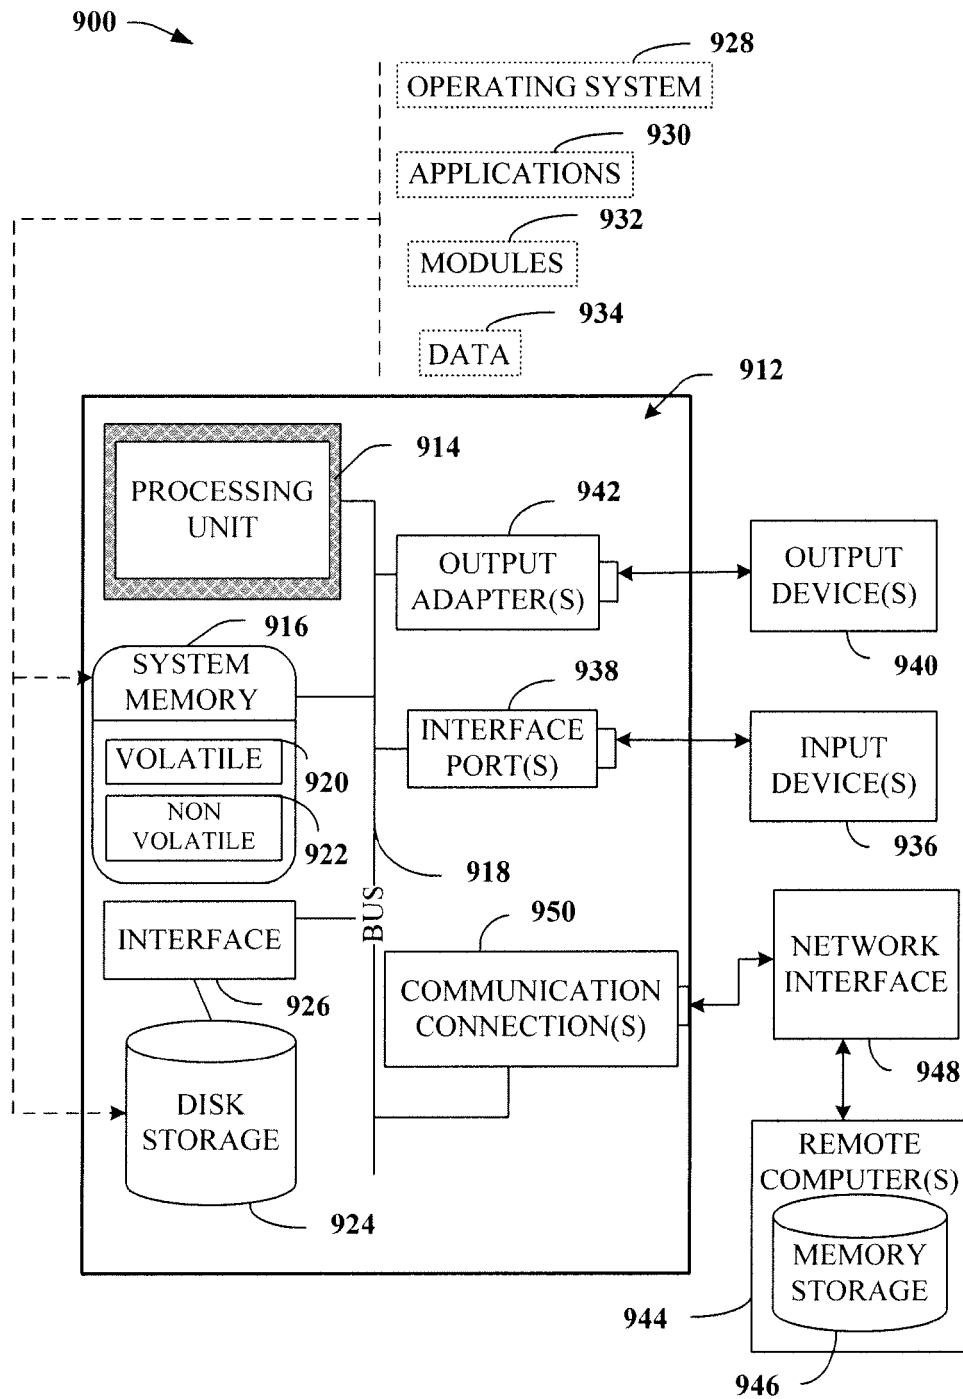 900
928
OPERATING SYSTEM
930
APPLICATIONS
932
MODULES
934
DATA
912
914
PROCESSING
UNIT
942
OUTPUT
ADAPTER(S)
OUTPUT
DEVICE(S)
940
916
SYSTEM
MEMORY
938
INTERFACE
PORT(S)
INPUT
DEVICE(S)
936
VOLATILE
920
NON
VOLATILE
922
918
BUS
950
INTERFACE
926
COMMUNICATION
CONNECTION(S)
NETWORK
INTERFACE
948
DISK
STORAGE
924
REMOTE
COMPUTER(S)
MEMORY
STORAGE
944
946